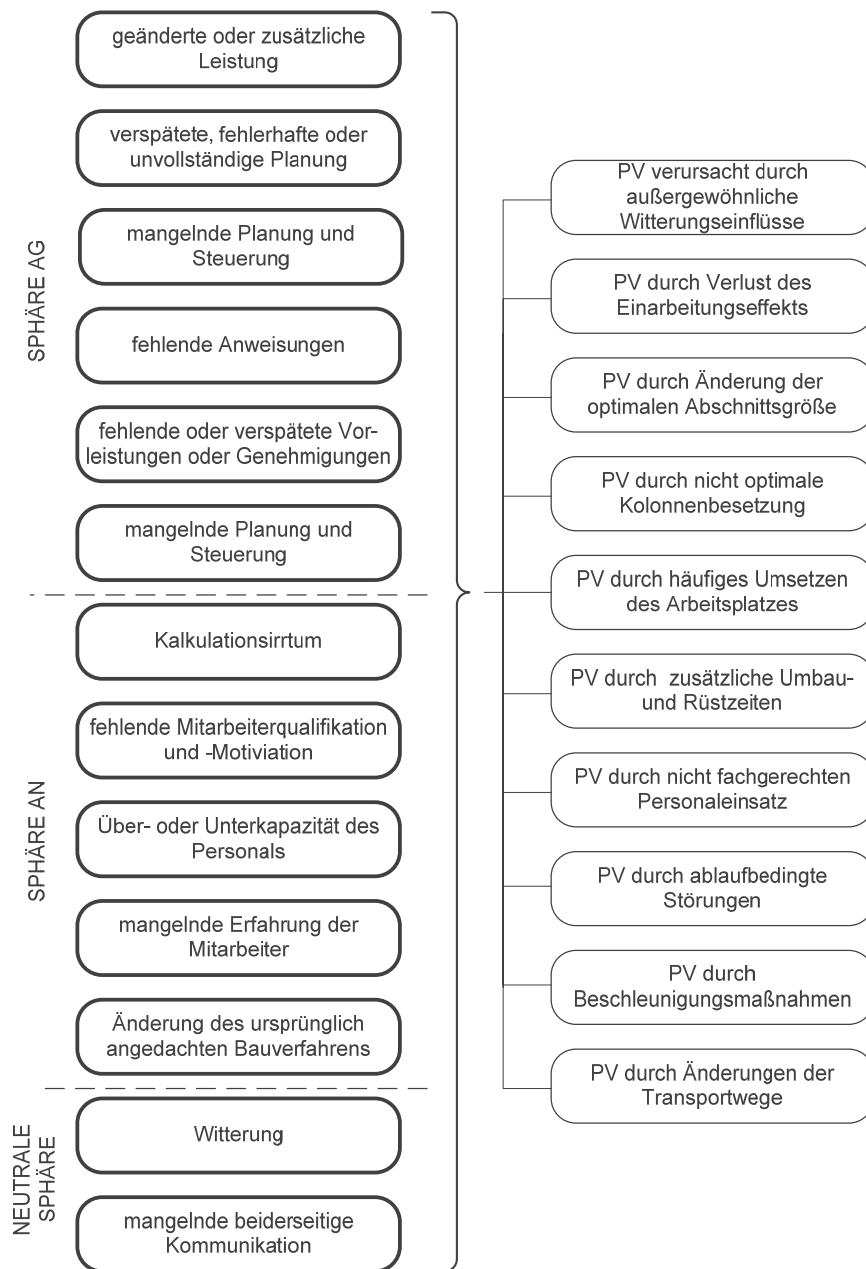 SPHÄRE AG
geänderte oder zusätzliche
Leistung
verspätete, fehlerhafte oder
unvollständige Planung
mangelnde Planung und
Steuerung
fehlende Anweisungen
fehlende oder verspätete Vor-
leistungen oder Genehmigungen
mangelnde Planung und
Steuerung
SPHÄRE AN
Kalkulationsirrtum
fehlende Mitarbeiterqualifikation
und -Motiviation
Über- oder Unterkapazität des
Personals
mangelnde Erfahrung der
Mitarbeiter
Änderung des ursprünglich
angedachten Bauverfahrens
NEUTRALE
SPHÄRE
Witterung
mangelnde beiderseitige
Kommunikation
PV verursacht durch
außergewöhnliche
Witterungseinflüsse
PV durch Verlust des
Einarbeitungseffekts
PV durch Änderung der
optimalen Abschnittsgröße
PV durch nicht optimale
Kolonnenbesetzung
PV durch häufiges Umsetzen
des Arbeitsplatzes
PV durch zusätzliche Umbau-
und Rüstzeiten
PV durch nicht fachgerechten
Personaleinsatz
PV durch ablaufbedingte
Störungen
PV durch
Beschleunigungsmaßnahmen
PV durch Änderungen der
Transportwege